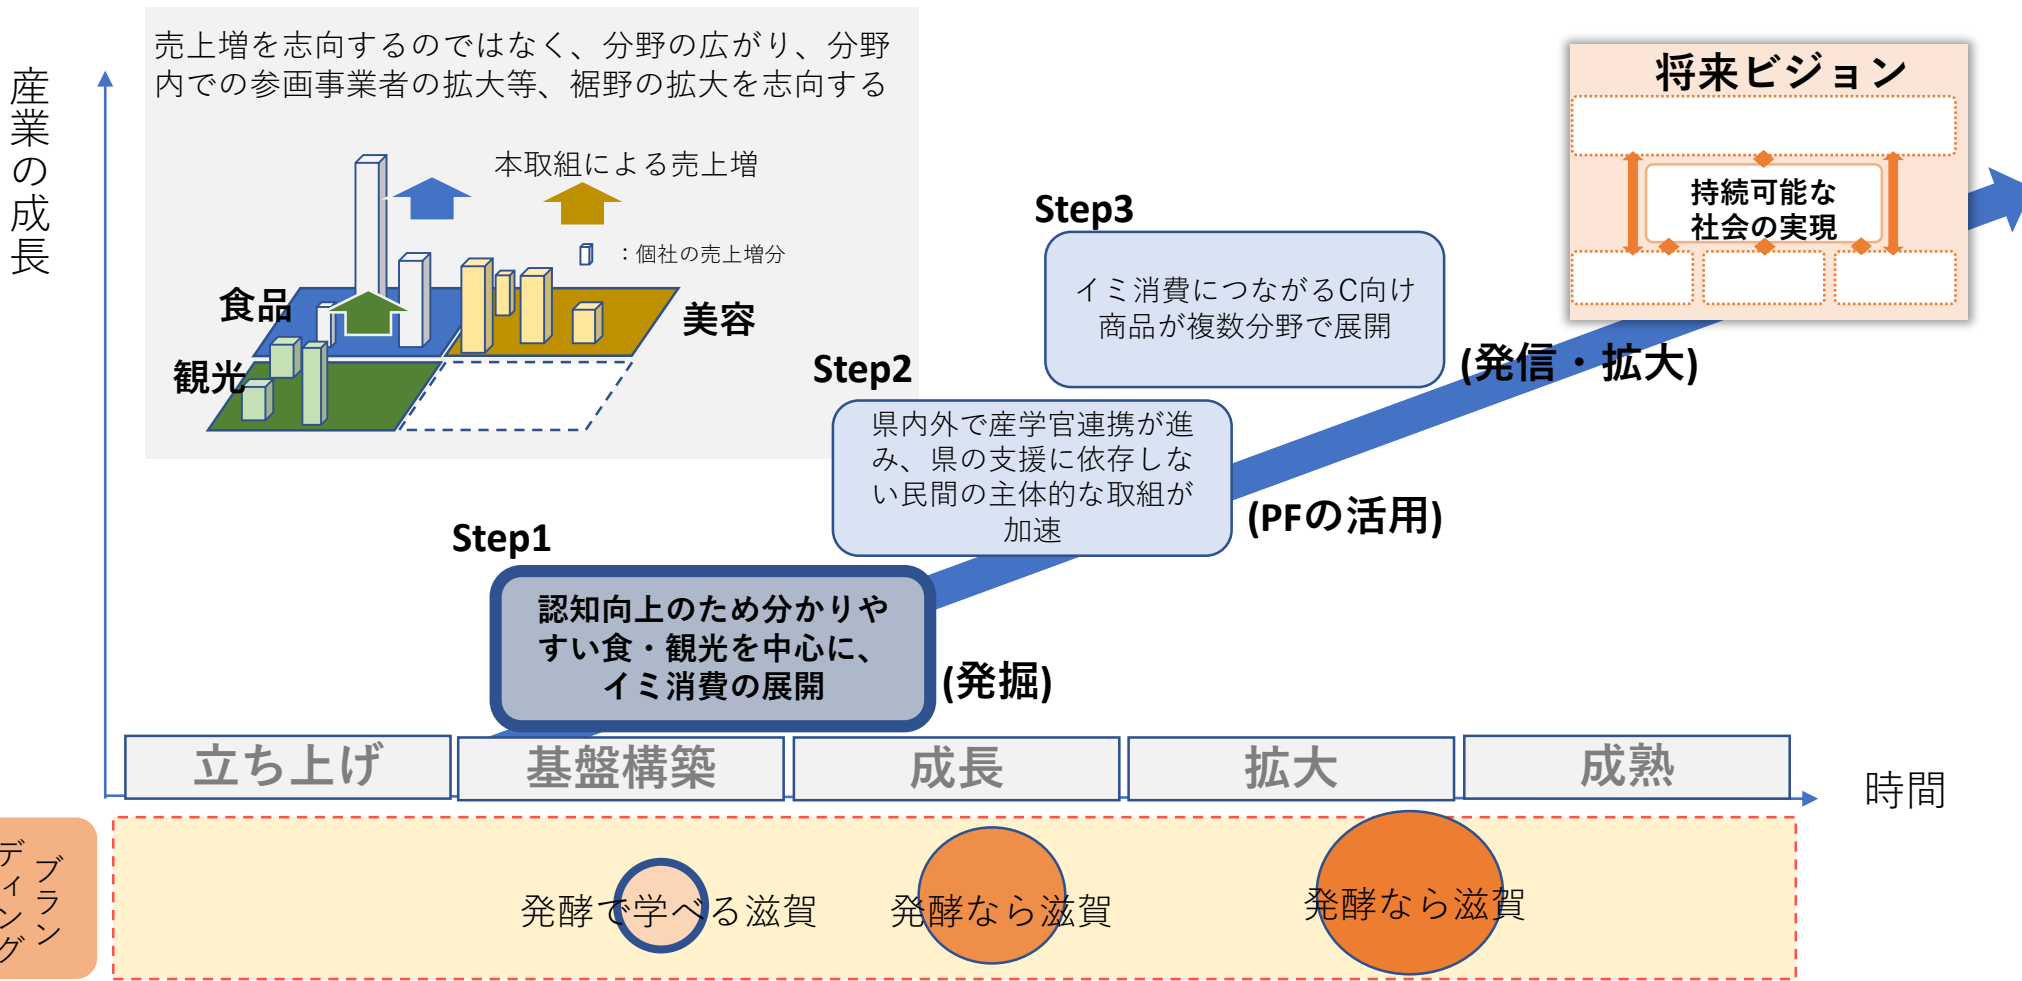 売上増を志向するのではなく、分野の広がり、分野
内での参画事業者の拡大等、裾野の拡大を志向する
産業の成長
本取組による売上増
：個社の売上増分
食品
美容
観光
将来ビジョン
持続可能な
社会の実現
Step3
イミ消費につながるC向け
商品が複数分野で展開
(発信・拡大)
Step2
県内外で産学官連携が進
み、県の支援に依存しな
い民間の主体的な取組が
加速
(PFの活用)
Step1
認知向上のため分かりや
すい食・観光を中心に、
イミ消費の展開
(発掘)
立ち上げ
基盤構築
成長
拡大
成熟
時間
ブラン
ディング
発酵で学べる滋賀
発酵なら滋賀
発酵なら滋賀